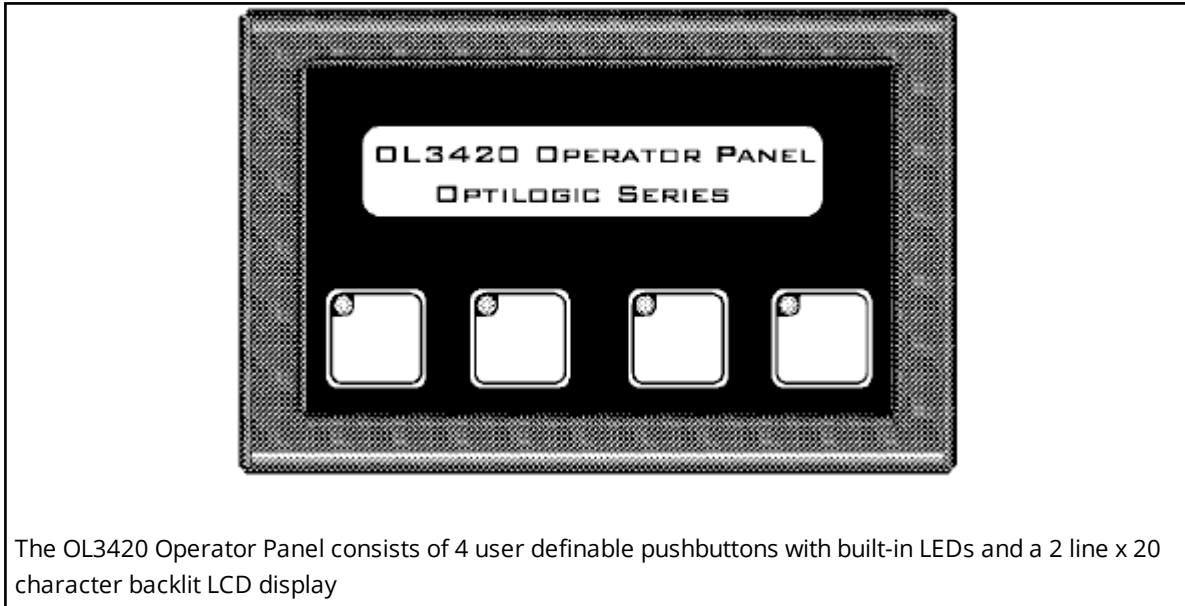 OL3420 OPERATOR PANEL
OPTILOGIC SERIES
The OL3420 Operator Panel consists of 4 user definable pushbuttons with built-in LEDs and a 2 line x 20
character backlit LCD display